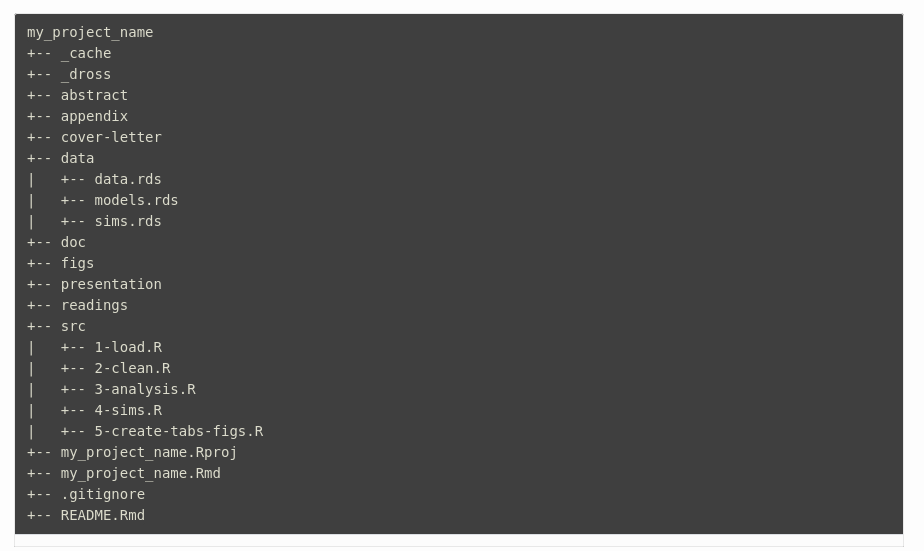 my_project_name
+-- _cache
+-- _dross
+-- abstract
+-- appendix
+-- cover-letter
+-- data
|   +-- data.rds
|   +-- models.rds
|   +-- sims.rds
+-- doc
+-- figs
+-- presentation
+-- readings
+-- src
|   +-- 1-load.R
|   +-- 2-clean.R
|   +-- 3-analysis.R
|   +-- 4-sims.R
|   +-- 5-create-tabs-figs.R
+-- my_project_name.Rproj
+-- my_project_name.Rmd
+-- .gitignore
+-- README.Rmd